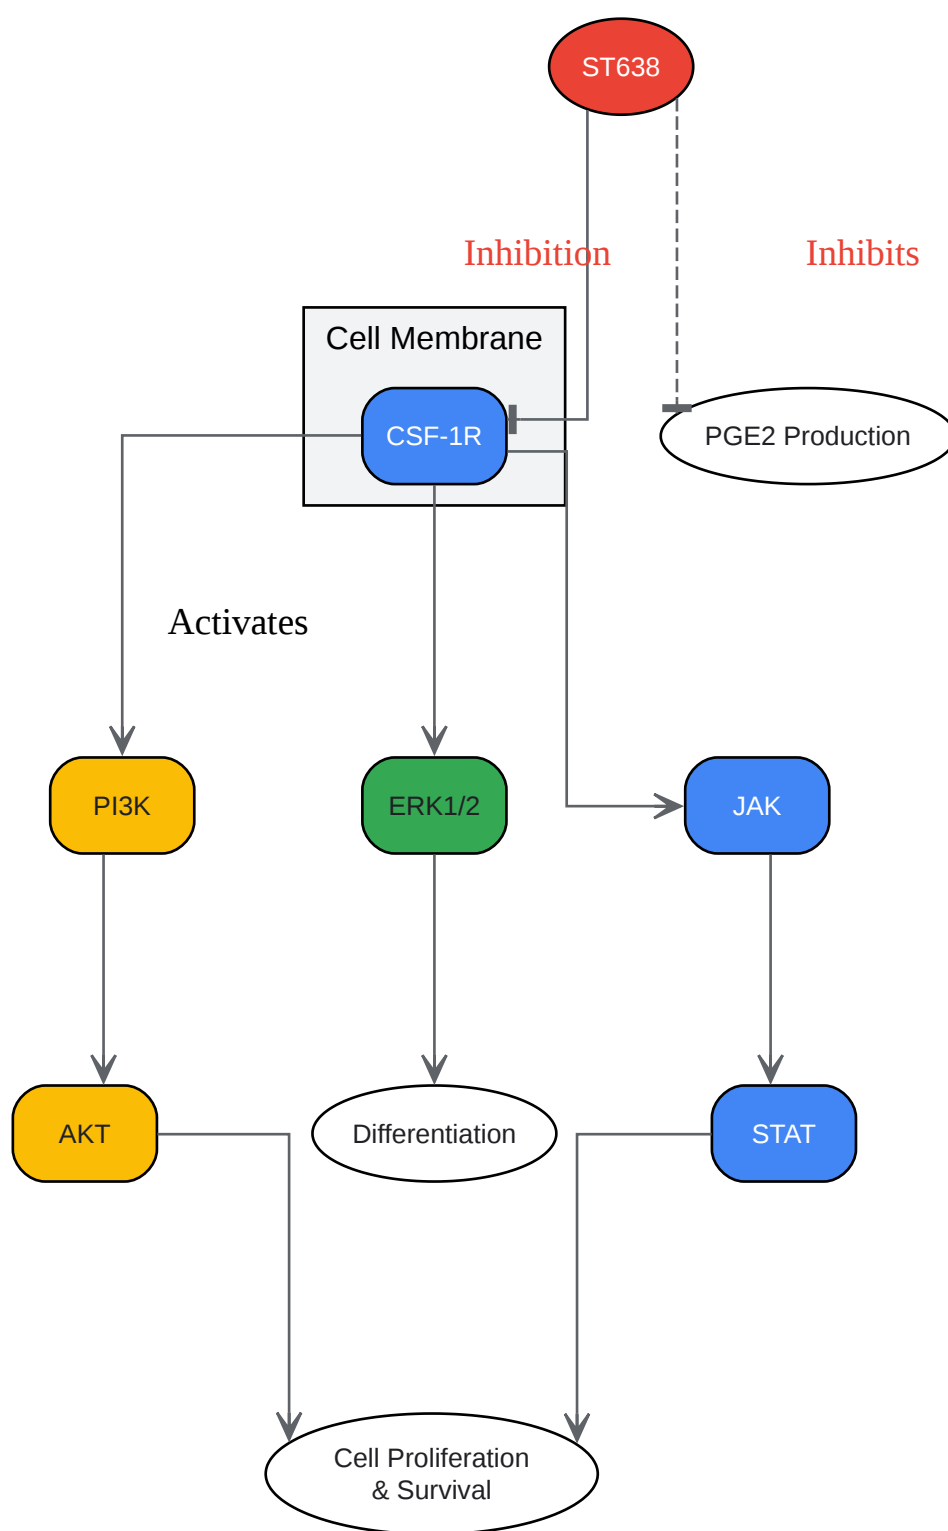 ST638
Inhibition
Inhibits
Cell Membrane
CSF-1R
PGE2 Production
Activates
PI3K
ERK1/2
JAK
AKT
Differentiation
STAT
Cell Proliferation
& Survival